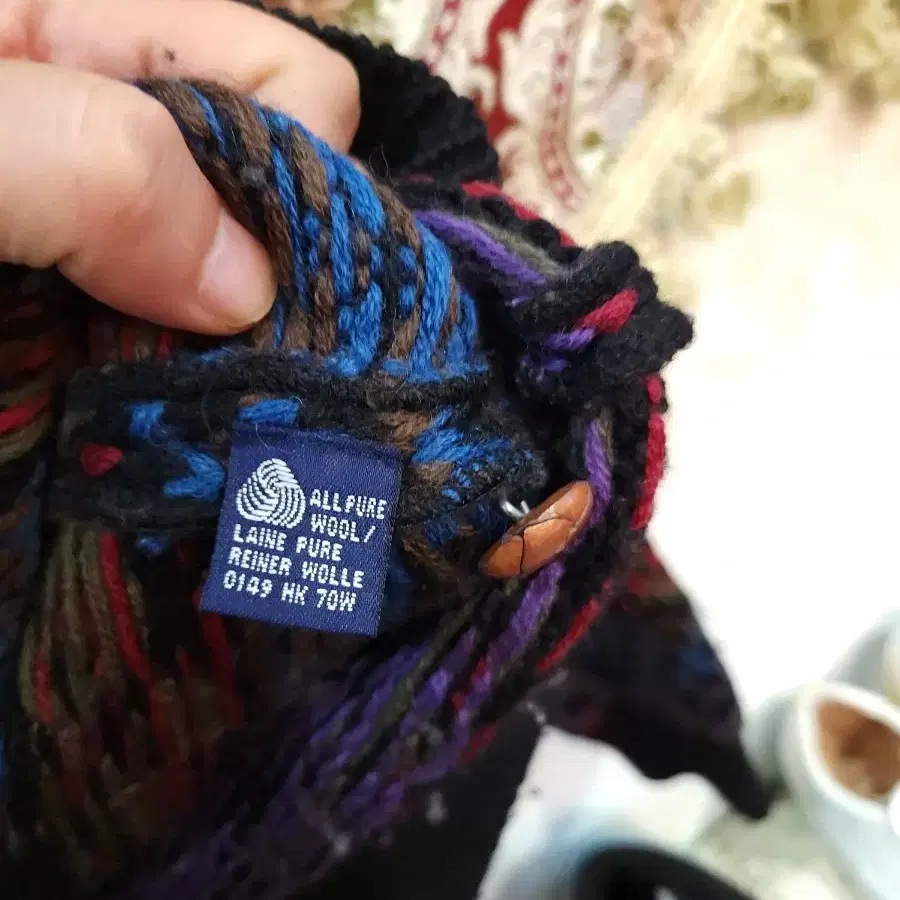 ALL PURE
WOOL/
LAINE PURE
REINER WOLLE
0149 HK 70W